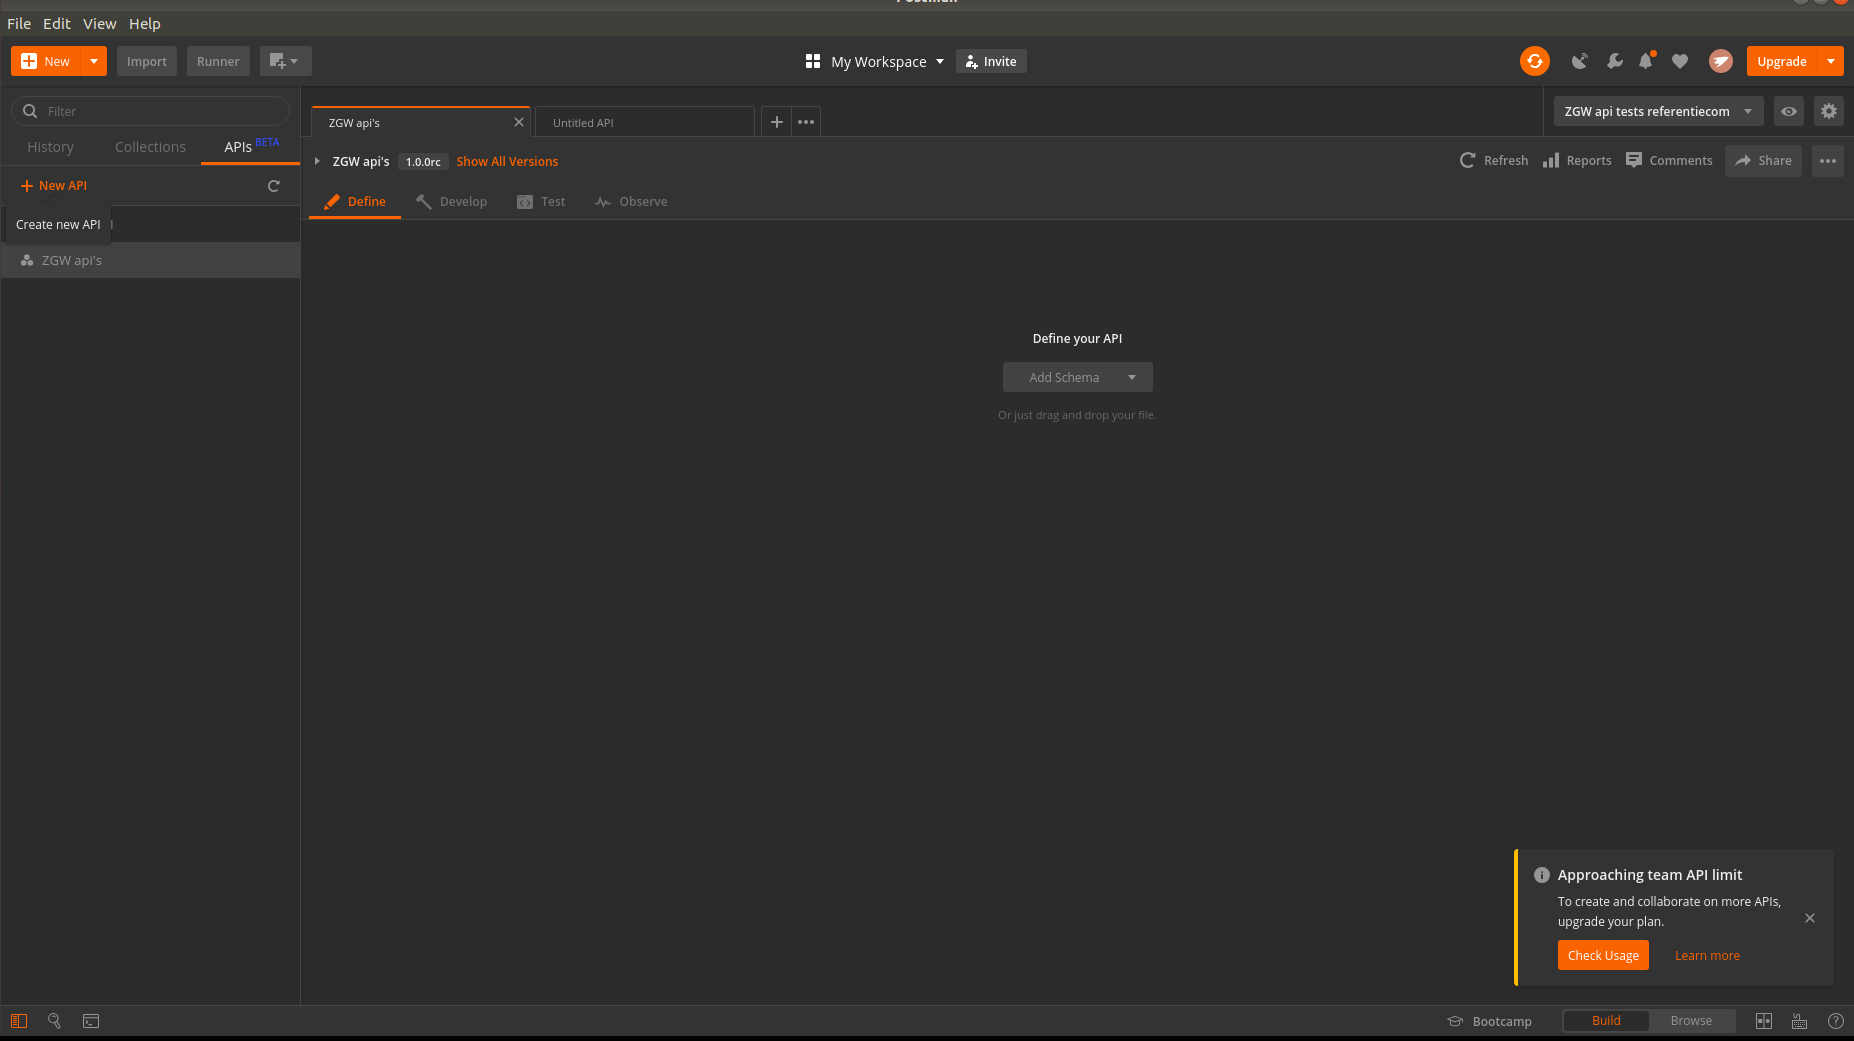 File Edit View Help
New Import Runner My Workspace Invite Upgrade
Filter
ZGW api's Untitled API ZGW api tests referentiecom
History Collections APIs BETA
ZGW api's 1.0.0rc Show All Versions Refresh Reports Comments Share
New API
Define Develop Test Observe
Create new API
ZGW api's
Define your API
Add Schema
Or just drag and drop your file.
Approaching team API limit
To create and collaborate on more APIs,
upgrade your plan.
Check Usage Learn more
Bootcamp Build Browse